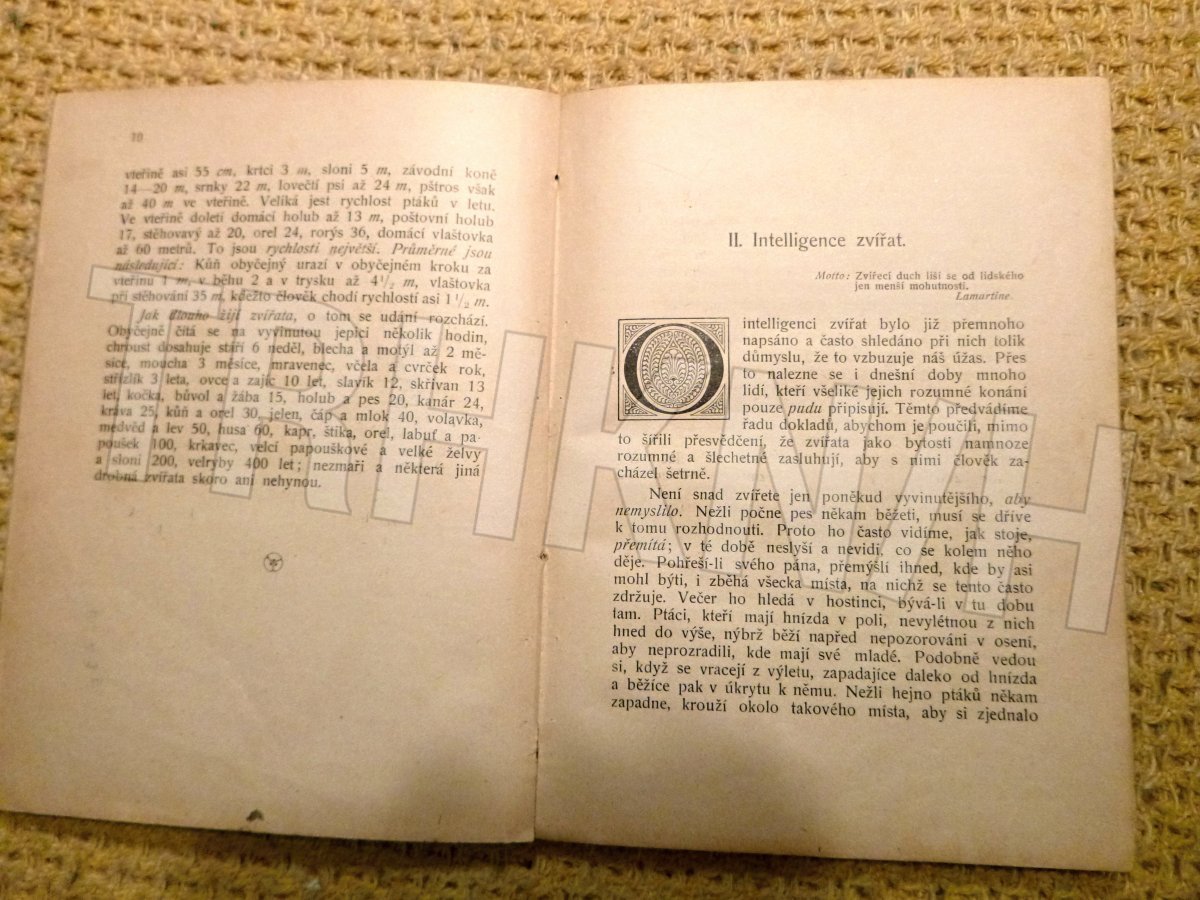 10
vteřině asi 55 cm, krtci 3 m, sloni 5 m, závodní koně
14—20 m, srnky 22 m, lovečtí psi až 24 m, pštros však
až 40 m ve vteřině. Veliká jest rychlost ptáků v letu.
Ve vteřině doletí domácí holub až 13 m, poštovní holub
17, stěhovavý až 20, orel 24, rorýs 36, domácí vlaštovka
až 60 metrů. To jsou rychlosti největší. Průměrné jsou
následující: Kůň obyčejný urazí v obyčejném kroku za
vteřinu 1 m, v běhu 2 a v trysku až 4 1/2 m, vlaštovka
při stěhování 35 m, kdežto člověk chodí rychlostí asi 1 1/2 m.
Jak dlouho žijí zvířata, o tom se udání rozchází.
Obyčejně čítá se na vyvinutou jepici několik hodin,
chroust dosahuje stáří 6 neděl, blecha a motýl až 2 mě-
síce, moucha 3 měsíce, mravenec, včela a cvrček rok,
střízlík 3 leta, ovce a zajíc 10 let, slavík 12, skřivan 13
let, kočka, bůvol a žába 15, holub a pes 20, kanár 24,
kráva 25, kůň a orel 30, jelen, čáp a mlok 40, volavka,
medvěd a lev 50, husa 60, kapr, štika, orel, labuť a pa-
poušek 100, krkavec, velcí papouškové a velké želvy
a sloni 200, velryby 400 let; nezmaři a některá jiná
drobná zvířata skoro ani nehynou.
II. Intelligence zvířat.
Motto: Zvířecí duch liší se od lidského
jen menší mohutností.
Lamartine.
O intelligenci zvířat bylo již přemnoho
napsáno a často shledáno při nich tolik
důmyslu, že to vzbuzuje náš úžas. Přes
to nalezne se i dnešní doby mnoho
lidí, kteří všeliké jejich rozumné konání
pouze pudu připisují. Těmto předvádíme
řadu dokladů, abychom je poučili, mimo
to šířili přesvědčení, že zvířata jako bytosti namnoze
rozumné a šlechetné zasluhují, aby s nimi člověk za-
cházel šetrně.
Není snad zvířete jen poněkud vyvinutějšího, aby
nemyslilo. Nežli počne pes někam běžeti, musí se dříve
k tomu rozhodnouti. Proto ho často vidíme, jak stoje,
přemítá; v té době neslyší a nevidí, co se kolem něho
děje. Pohřeší-li svého pána, přemýšlí ihned, kde by asi
mohl býti, i zběhá všecka místa, na nichž se tento často
zdržuje. Večer ho hledá v hostinci, bývá-li v tu dobu
tam. Ptáci, kteří mají hnízda v poli, nevylétnou z nich
hned do výše, nýbrž běží napřed nepozorováni v osení,
aby neprozradili, kde mají své mladé. Podobně vedou
si, když se vracejí z výletu, zapadajíce daleko od hnízda
a běžíce pak v úkrytu k němu. Nežli hejno ptáků někam
zapadne, krouží okolo takového místa, aby si zjednalo
TRHKNIH